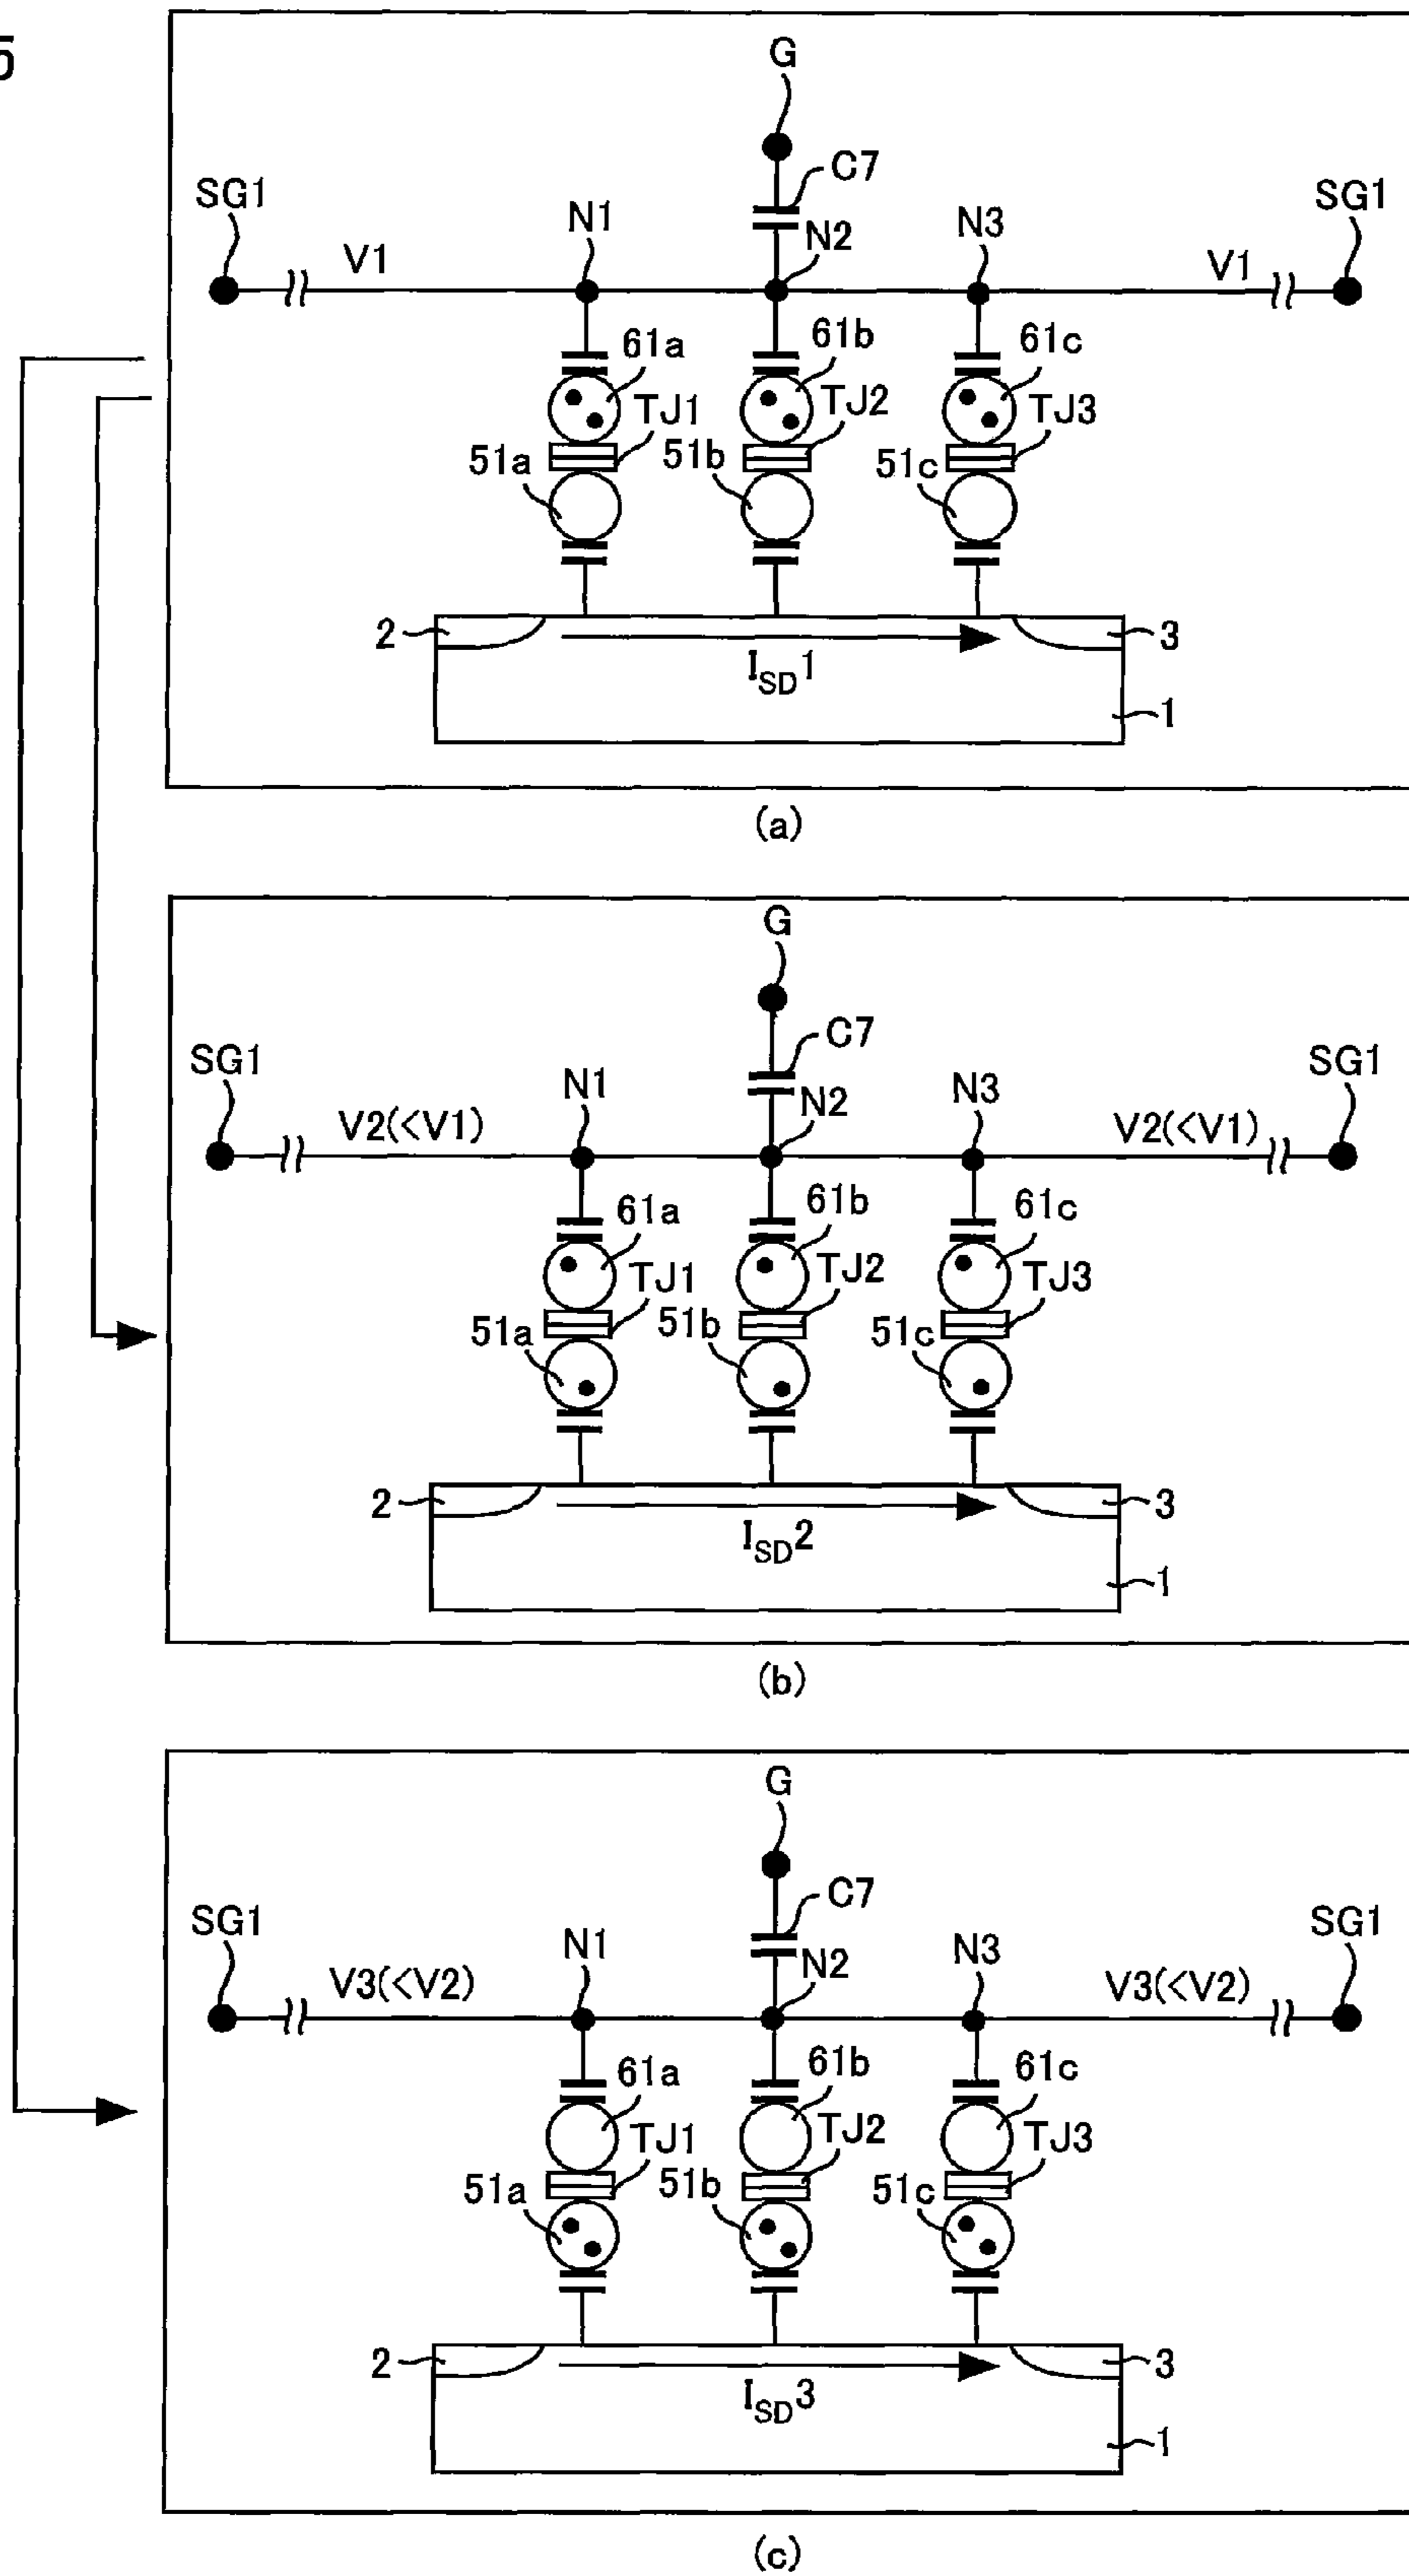 5
G
C7
SG1
N1
N2
N3
SG1
V1
V1
61a
61b
61c
TJ1
TJ2
TJ3
51a
51b
51c
2
3
ISD1
1
(a)
G
C7
SG1
N1
N2
N3
SG1
V2(<V1)
V2(<V1)
61a
61b
61c
TJ1
TJ2
TJ3
51a
51b
51c
2
3
ISD2
1
(b)
G
C7
SG1
N1
N2
N3
SG1
V3(<V2)
V3(<V2)
61a
61b
61c
TJ1
TJ2
TJ3
51a
51b
51c
2
3
ISD3
1
(c)